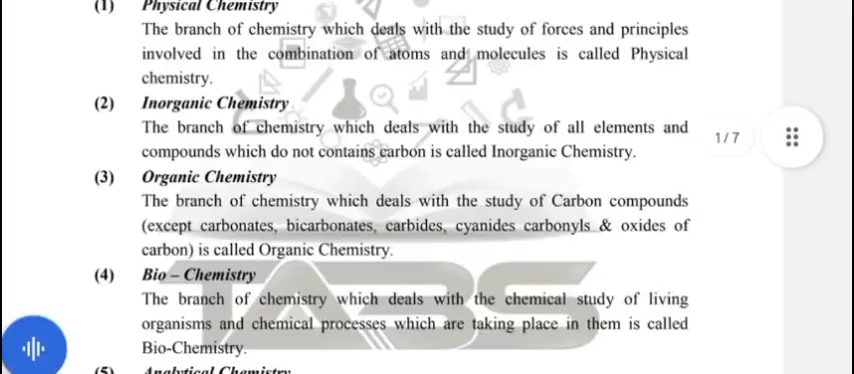 (1) Physical Chemistry
The branch of chemistry which deals with the study of forces and principles
involved in the combination of atoms and molecules is called Physical
chemistry.
(2) Inorganic Chemistry
The branch of chemistry which deals with the study of all elements and
compounds which do not contains carbon is called Inorganic Chemistry.
1 / 7
(3) Organic Chemistry
The branch of chemistry which deals with the study of Carbon compounds
(except carbonates, bicarbonates, carbides, cyanides carbonyls & oxides of
carbon) is called Organic Chemistry.
(4) Bio – Chemistry
The branch of chemistry which deals with the chemical study of living
organisms and chemical processes which are taking place in them is called
Bio-Chemistry.
TABS
(5) Analytical Chemistry